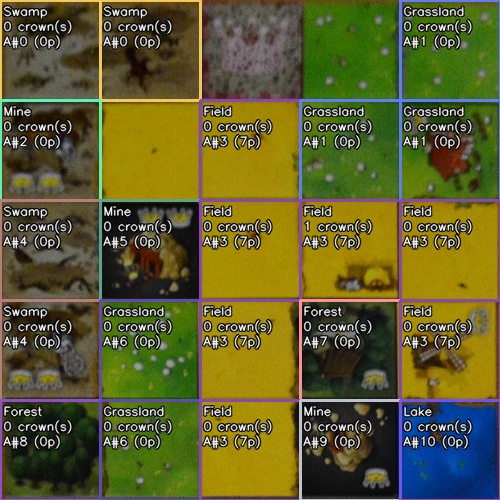 Swamp
0 crown(s)
A#0 (0p)
Swamp
0 crown(s)
A#0 (0p)
Grassland
0 crown(s)
A#1 (0p)
Mine
0 crown(s)
A#2 (0p)
Field
0 crown(s)
A#3 (7p)
Grassland
0 crown(s)
A#1 (0p)
Grassland
0 crown(s)
A#1 (0p)
Swamp
0 crown(s)
A#4 (0p)
Mine
0 crown(s)
A#5 (0p)
Field
0 crown(s)
A#3 (7p)
Field
1 crown(s)
A#3 (7p)
Field
0 crown(s)
A#3 (7p)
Swamp
0 crown(s)
A#4 (0p)
Grassland
0 crown(s)
A#6 (0p)
Field
0 crown(s)
A#3 (7p)
Forest
0 crown(s)
A#7 (0p)
Field
0 crown(s)
A#3 (7p)
Forest
0 crown(s)
A#8 (0p)
Grassland
0 crown(s)
A#6 (0p)
Field
0 crown(s)
A#3 (7p)
Mine
0 crown(s)
A#9 (0p)
Lake
0 crown(s)
A#10 (0p)